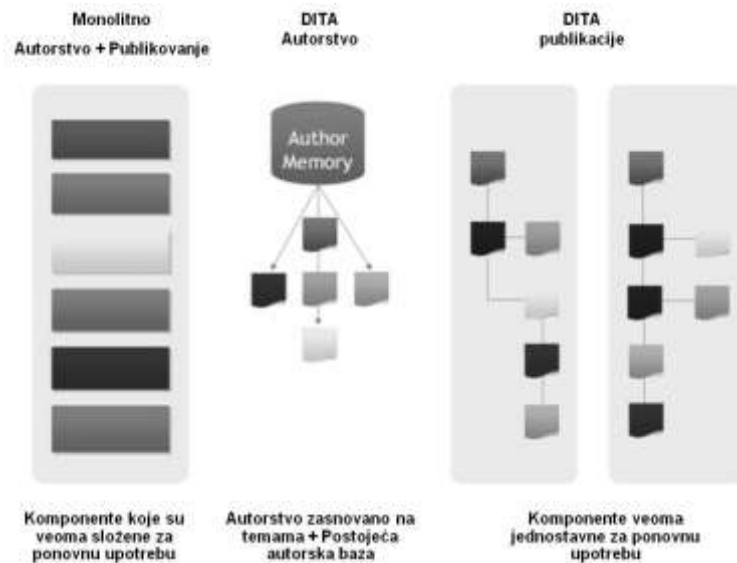 Monolitno
Autorstvo + Publikovanje
DITA
Autorstvo
DITA
publikacije
Author
Memory
Komponente koje su
veoma složene za
ponovnu upotrebu
Autorstvo zasnovano na
temama + Postojeća
autorska baza
Komponente veoma
jednostavne za ponovnu
upotrebu